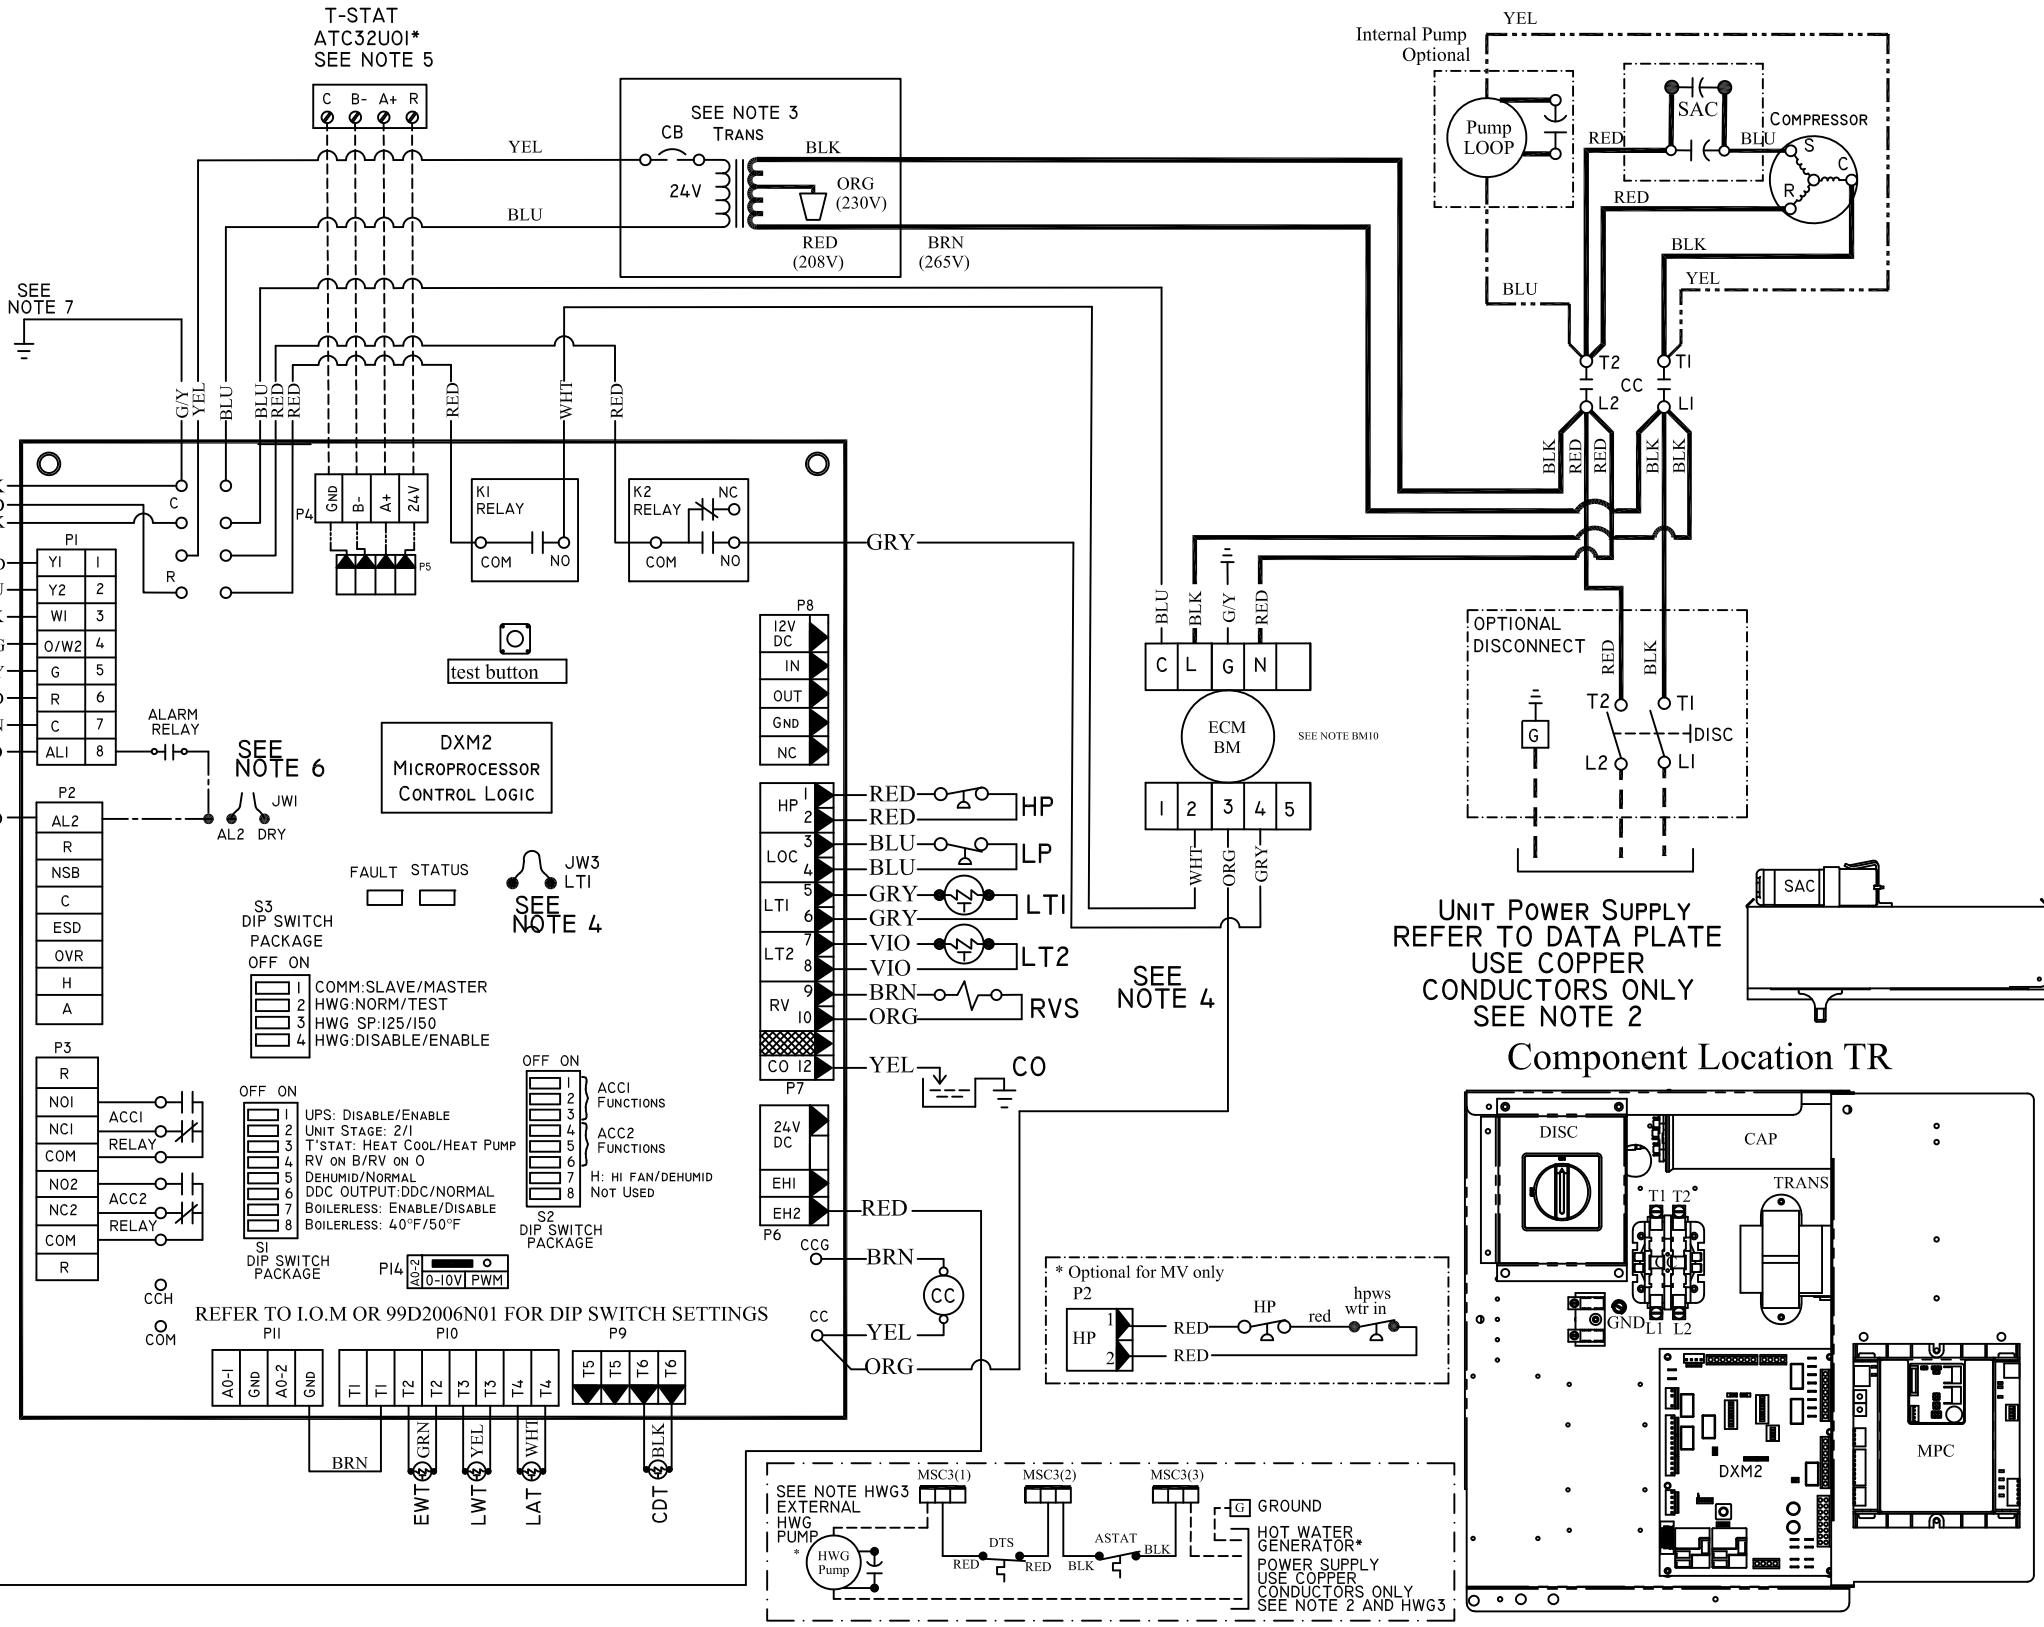 T-STAT
ATC32U01*
SEE NOTE 5
C B- A+ R
SEE NOTE 3
TRANS
CB
24V
YEL
BLU
BLK
ORG
(230V)
RED
(208V)
BRN
(265V)
Internal Pump
Optional
YEL
Pump
LOOP
SAC
COMPRESSOR
RED
BLU
S
C
R
RED
BLK
YEL
BLU
T2
T1
CC
L2
L1
BLK
RED
RED
BLK
BLK
SEE
NOTE 7
G/Y
YEL
BLU
BLU
RED
RED
RED
WHT
RED
C
R
P4
GND
B-
A+
24V
P5
K1
RELAY
COM
NO
K2
RELAY
NC
COM
NO
GRY
P1
Y1 1
Y2 2
W1 3
O/W2 4
G 5
R 6
C 7
AL1 8
ALARM
RELAY
SEE
NOTE 6
JW1
AL2 DRY
test button
DXM2
MICROPROCESSOR
CONTROL LOGIC
P2
AL2
R
NSB
C
ESD
OVR
H
A
FAULT STATUS
JW3
LT1
SEE
NOTE 4
S3
DIP SWITCH
PACKAGE
OFF ON
1 COMM:SLAVE/MASTER
2 HWG:NORM/TEST
3 HWG SP:125/150
4 HWG:DISABLE/ENABLE
P3
R
NO1
NC1
COM
NO2
NC2
COM
R
ACC1
RELAY
ACC2
RELAY
CCH
COM
OFF ON
1 UPS: DISABLE/ENABLE
2 UNIT STAGE: 2/1
3 T'STAT: HEAT COOL/HEAT PUMP
4 RV ON B/RV ON O
5 DEHUMID/NORMAL
6 DDC OUTPUT:DDC/NORMAL
7 BOILERLESS: ENABLE/DISABLE
8 BOILERLESS: 40°F/50°F
S1
DIP SWITCH
PACKAGE
OFF ON
1
2
3
4
5
6
7
8
ACC1
FUNCTIONS
ACC2
FUNCTIONS
H: HI FAN/DEHUMID
NOT USED
S2
DIP SWITCH
PACKAGE
P14
A0-2
0-10V PWM
REFER TO I.O.M OR 99D2006N01 FOR DIP SWITCH SETTINGS
P11
A0-1
GND
A0-2
GND
P10
T1
T1
T2
T2
T3
T3
T4
T4
P9
T5
T5
T6
T6
BRN
GRN
YEL
WHT
BLK
EWT
LWT
LAT
CDT
P8
12V
DC
IN
OUT
GND
NC
HP 1
2
LOC 3
4
LT1 5
6
LT2 7
8
RV 9
10
CO 12
P7
RED
RED
HP
BLU
BLU
LP
GRY
GRY
LT1
VIO
VIO
LT2
BRN
ORG
RVS
YEL
CO
24V
DC
EH1
EH2
P6
RED
CCG
BRN
CC
CC
YEL
ORG
BLU
BLK
G/Y
RED
C L G N
ECM
BM
SEE NOTE BM10
1 2 3 4 5
WHT
ORG
GRY
SEE
NOTE 4
OPTIONAL
DISCONNECT
RED
BLK
T2
T1
G
DISC
L2
L1
UNIT POWER SUPPLY
REFER TO DATA PLATE
USE COPPER
CONDUCTORS ONLY
SEE NOTE 2
SAC
Component Location TR
DISC
CAP
TRANS
T1 T2
CC
GND
L1 L2
DXM2
MPC
* Optional for MV only
P2
HP
1
2
RED
HP
red
hpws
wtr in
RED
MSC3(1)
MSC3(2)
MSC3(3)
SEE NOTE HWG3
EXTERNAL
HWG
PUMP
*
HWG
Pump
DTS
RED
RED
ASTAT
BLK
BLK
G GROUND
HOT WATER
GENERATOR*
POWER SUPPLY
USE COPPER
CONDUCTORS ONLY
SEE NOTE 2 AND HWG3